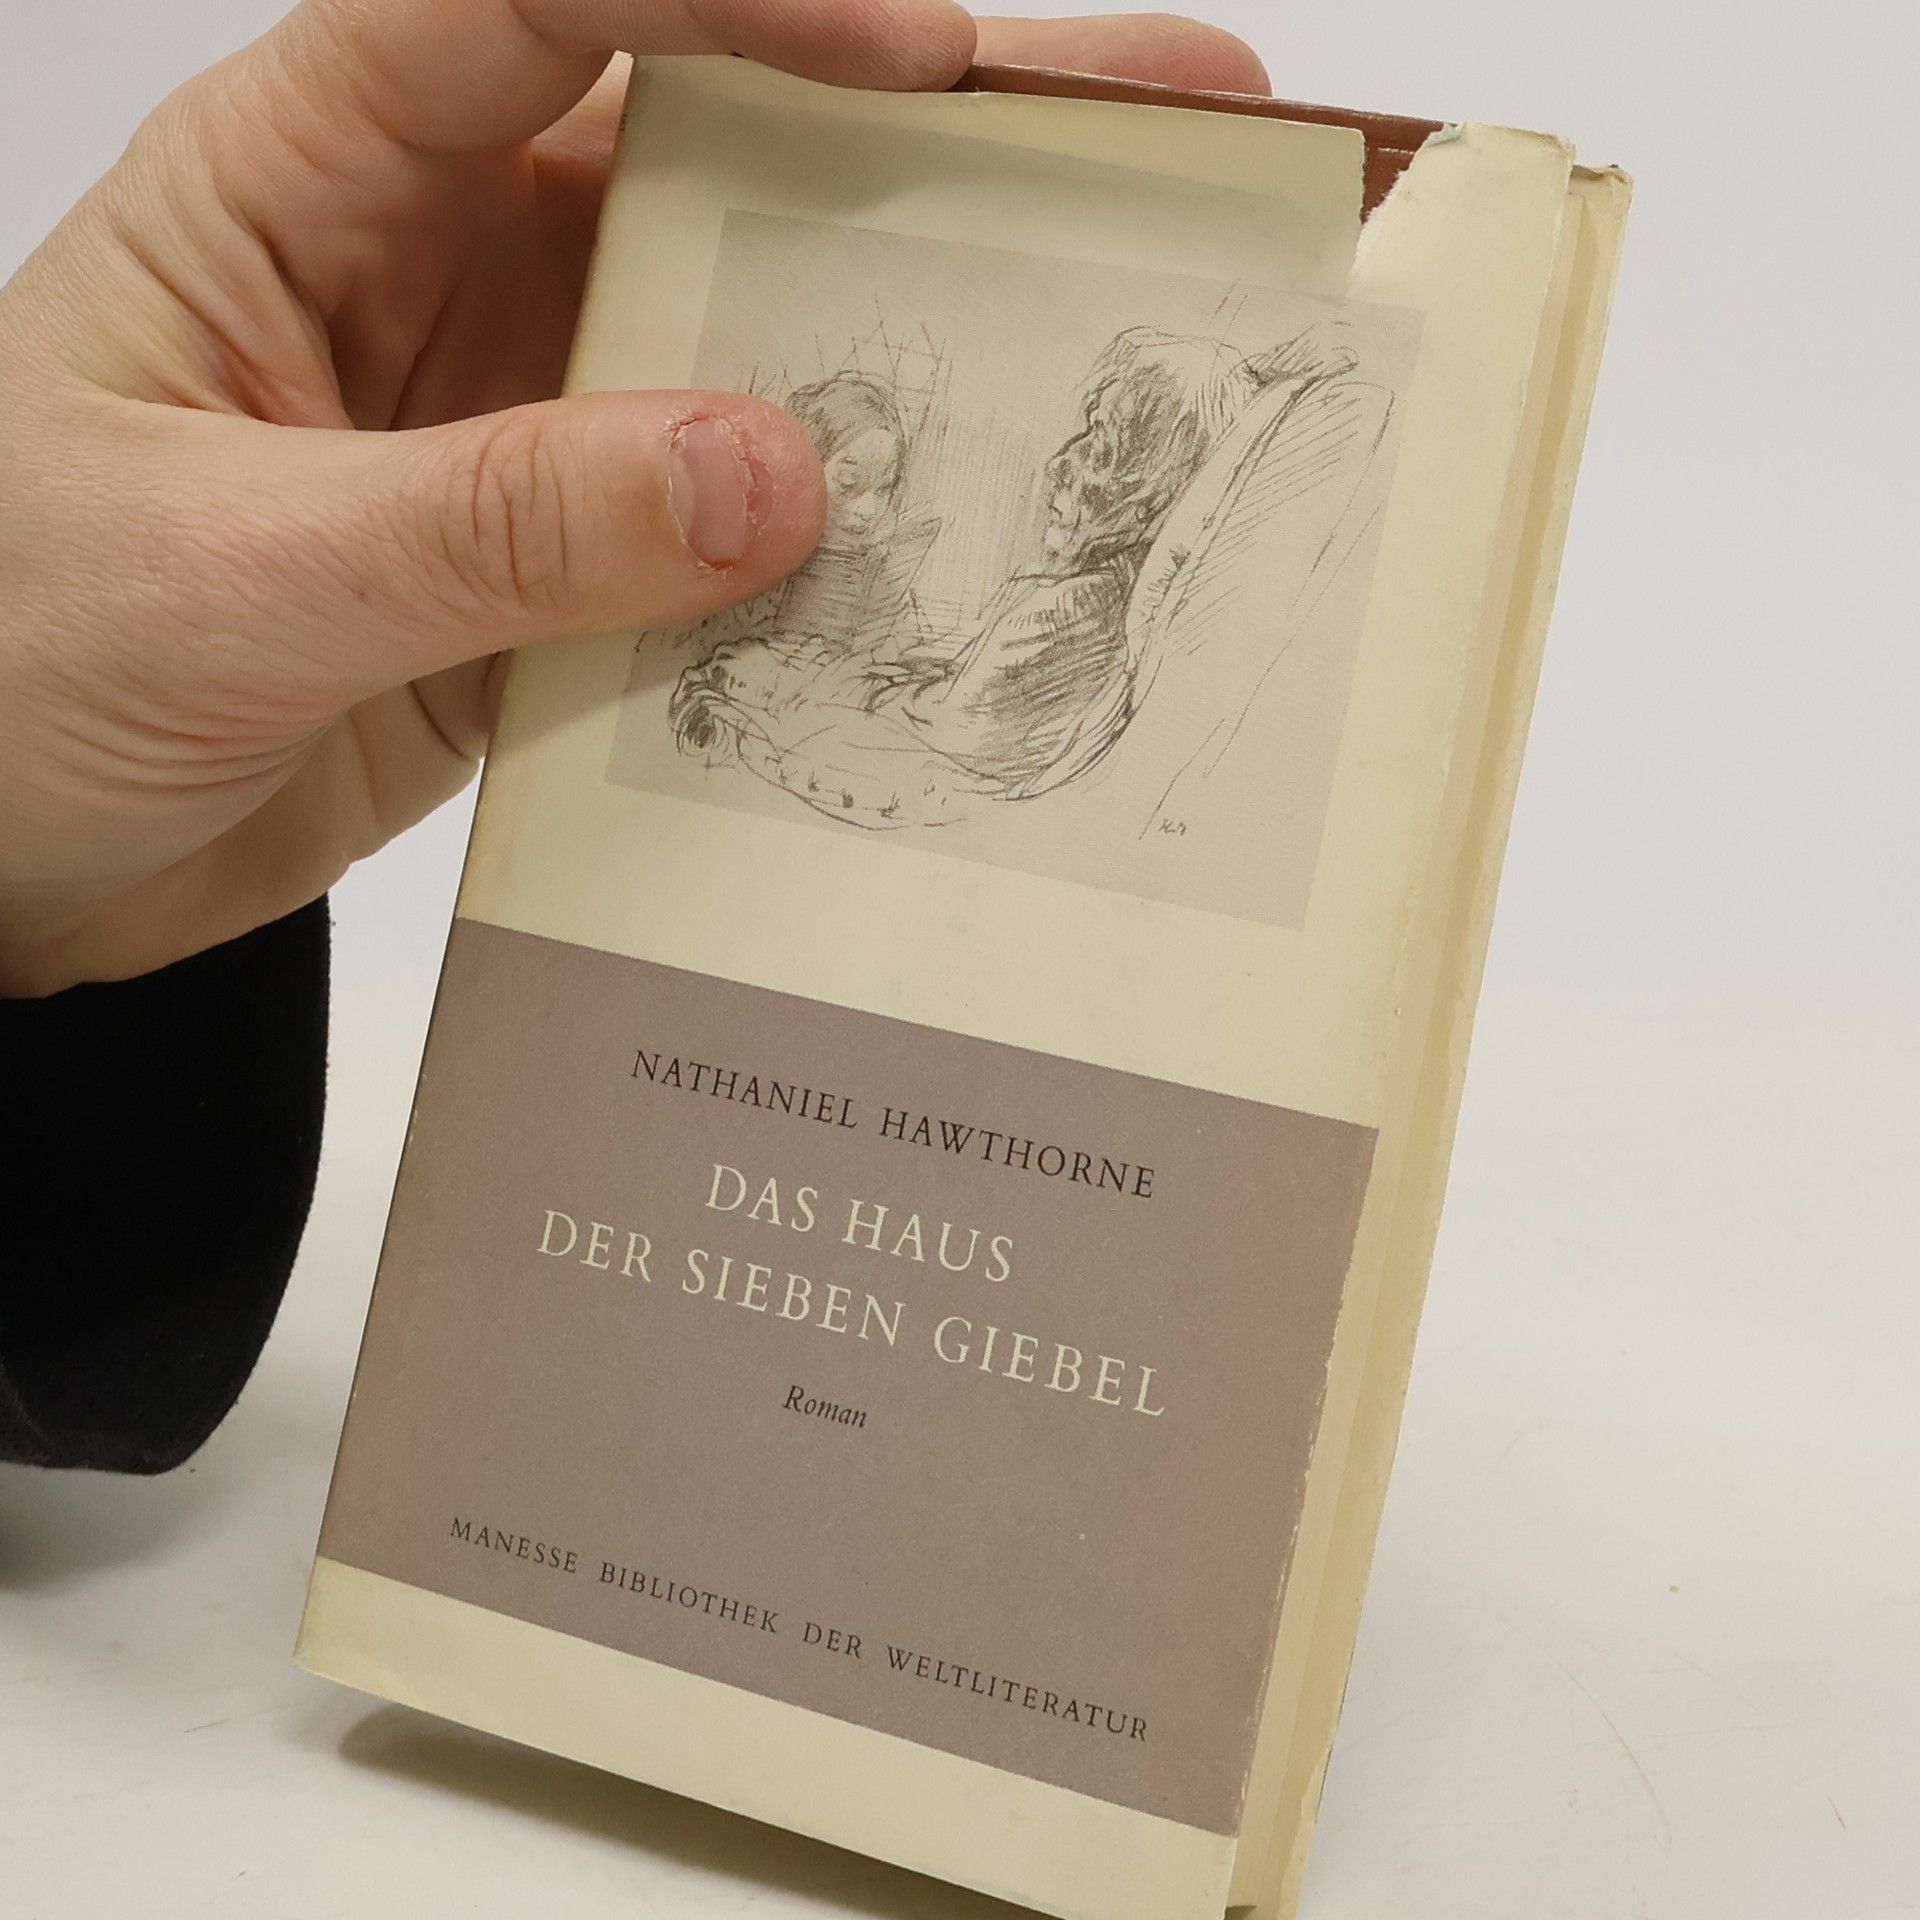 NATHANIEL HAWTHORNE
DAS HAUS
DER SIEBEN GIEBEL
Roman
MANESSE BIBLIOTHEK DER WELTLITERATUR